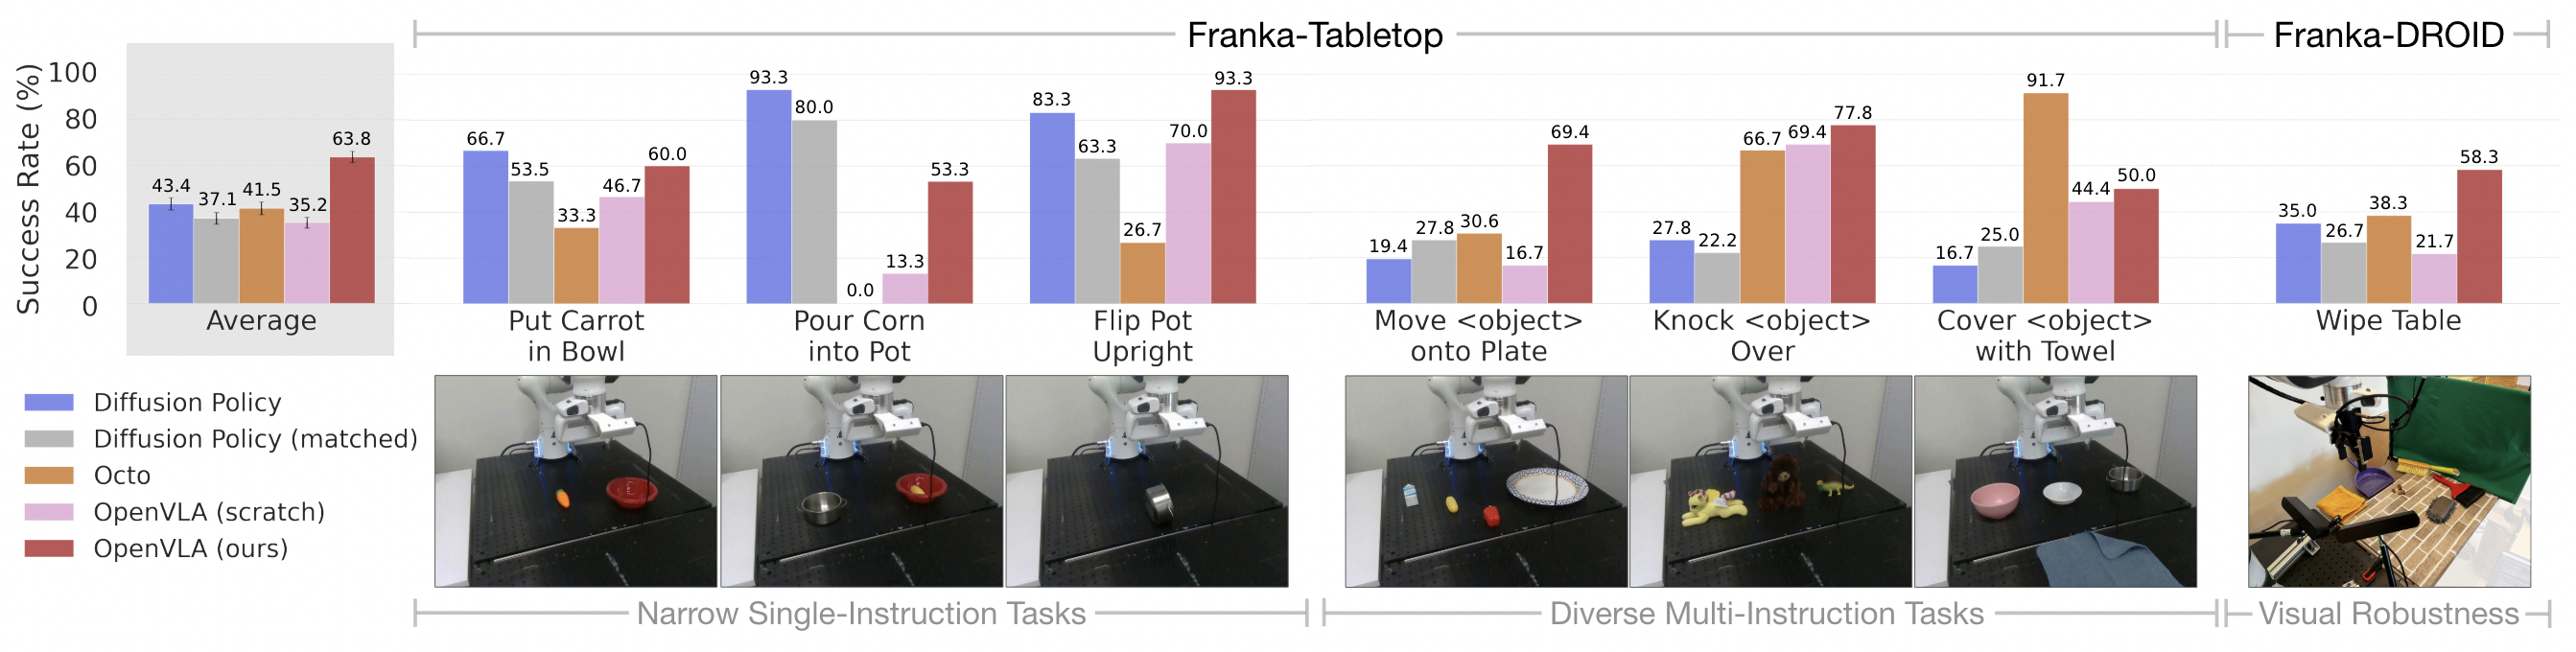 Franka-Tabletop
Franka-DROID
Success Rate (%)
100
80
60
40
20
0
43.4
37.1
41.5
35.2
63.8
Average
66.7
53.5
33.3
46.7
60.0
Put Carrot
in Bowl
93.3
80.0
0.0
13.3
53.3
Pour Corn
into Pot
83.3
63.3
26.7
70.0
93.3
Flip Pot
Upright
19.4
27.8
30.6
16.7
69.4
Move <object>
onto Plate
27.8
22.2
66.7
69.4
77.8
Knock <object>
Over
16.7
25.0
91.7
44.4
50.0
Cover <object>
with Towel
35.0
26.7
38.3
21.7
58.3
Wipe Table
Diffusion Policy
Diffusion Policy (matched)
Octo
OpenVLA (scratch)
OpenVLA (ours)
Narrow Single-Instruction Tasks
Diverse Multi-Instruction Tasks
Visual Robustness